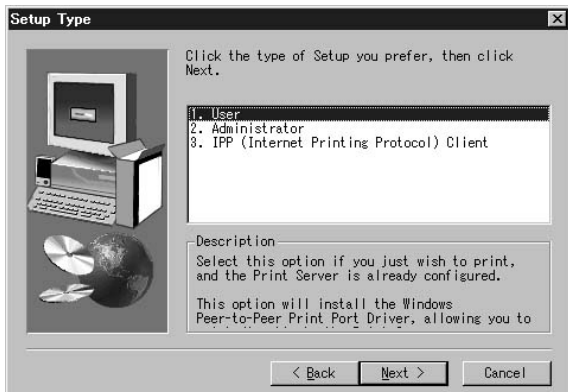 Setup Type
Click the type of Setup you prefer, then click
Next.
1. User
2. Administrator
3. IPP (Internet Printing Protocol) Client
Description
Select this option if you just wish to print,
and the Print Server is already configured.
This option will install the Windows
Peer-to-Peer Print Port Driver, allowing you to
< Back
Next >
Cancel